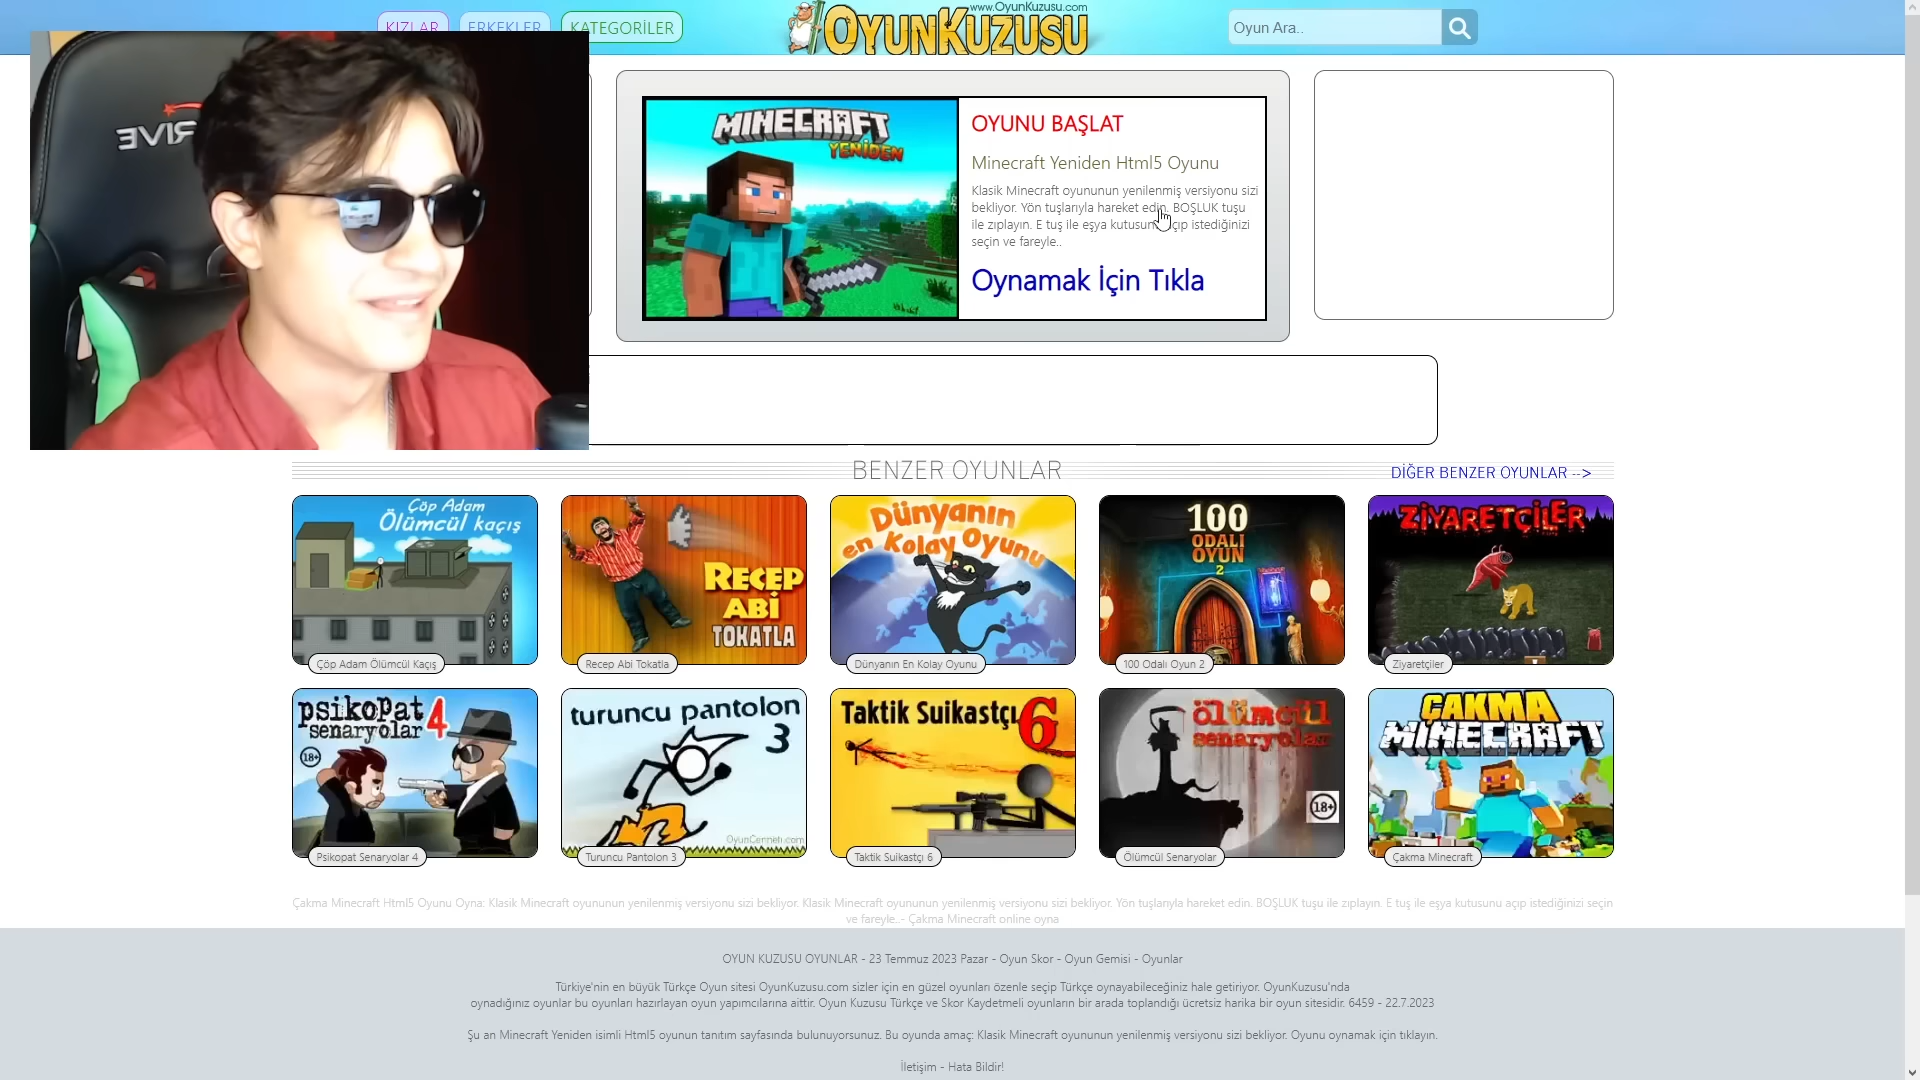 KIZLAR
ERKEKLER
KATEGORİLER
www.OyunKuzusu.com
OYUNKUZUSU
Oyun Ara..
MINECRAFT
YENİDEN
OYUNU BAŞLAT
Minecraft Yeniden Html5 Oyunu
Klasik Minecraft oyununun yenilenmiş versiyonu sizi
bekliyor. Yön tuşlarıyla hareket edin. BOŞLUK tuşu
ile zıplayın. E tuş ile eşya kutusunu açıp istediğinizi
seçin ve fareyle..
Oynamak İçin Tıkla
BENZER OYUNLAR
DİĞER BENZER OYUNLAR -->
Çöp Adam
Ölümcül kaçış
Çöp Adam Ölümcül Kaçış
RECEP
ABİ
TOKATLA
Recep Abi Tokatla
Dünyanın
en Kolay Oyunu
Dünyanın En Kolay Oyunu
100
ODALI
OYUN
2
100 Odalı Oyun 2
ZİYARETÇİLER
Ziyaretçiler
psikopat
senaryolar 4
18+
Psikopat Senaryolar 4
turuncu pantolon
3
OyunCenneti.com
Turuncu Pantolon 3
Taktik Suikastçı 6
Taktik Suikastçı 6
ölümcül
senaryolar
18+
Ölümcül Senaryolar
ÇAKMA
MINECRAFT
Çakma Minecraft
Çakma Minecraft Html5 Oyunu Oyna: Klasik Minecraft oyununun yenilenmiş versiyonu sizi bekliyor. Klasik Minecraft oyununun yenilenmiş versiyonu sizi bekliyor. Yön tuşlarıyla hareket edin. BOŞLUK tuşu ile zıplayın. E tuş ile eşya kutusunu açıp istediğinizi seçin
ve fareyle..- Çakma Minecraft online oyna
OYUN KUZUSU OYUNLAR - 23 Temmuz 2023 Pazar - Oyun Skor - Oyun Gemisi - Oyunlar
Türkiye'nin en büyük Türkçe Oyun sitesi OyunKuzusu.com sizler için en güzel oyunları özenle seçip Türkçe oynayabileceğiniz hale getiriyor. OyunKuzusu'nda
oynadığınız oyunlar bu oyunları hazırlayan oyun yapımcılarına aittir. Oyun Kuzusu Türkçe ve Skor Kaydetmeli oyunların bir arada toplandığı ücretsiz harika bir oyun sitesidir. 6459 - 22.7.2023
Şu an Minecraft Yeniden isimli Html5 oyunun tanıtım sayfasında bulunuyorsunuz. Bu oyunda amaç: Klasik Minecraft oyununun yenilenmiş versiyonu sizi bekliyor. Oyunu oynamak için tıklayın.
İletişim - Hata Bildir!